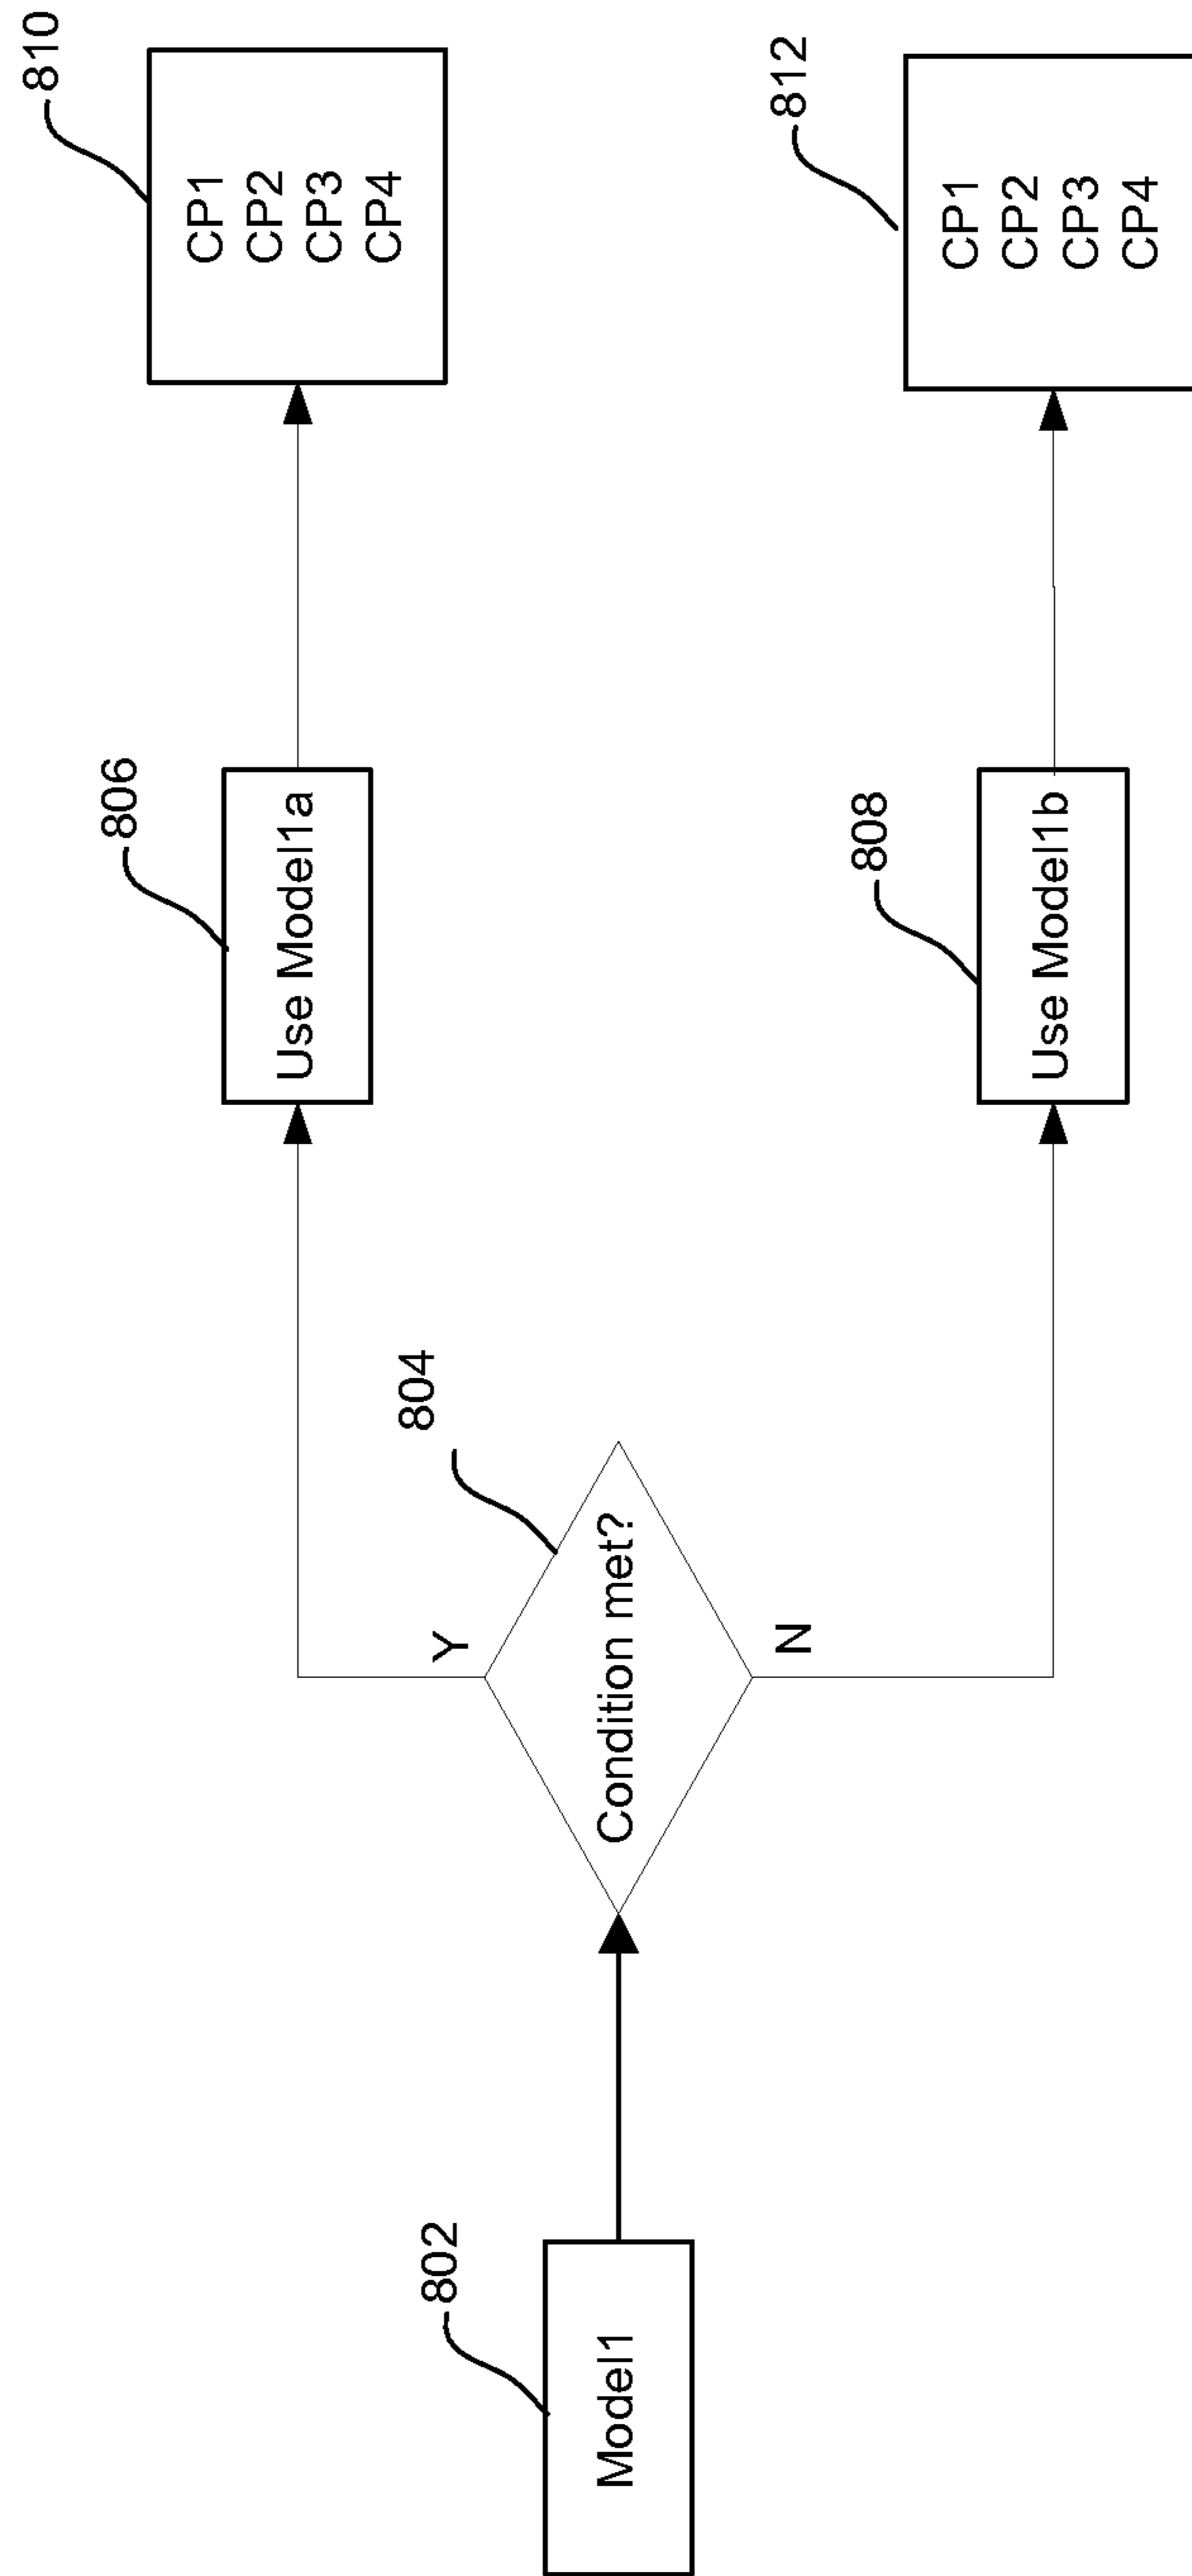 810
CP1
CP2
CP3
CP4
806
Use Model1a
802
Model1
804
Condition met?
Y
N
808
Use Model1b
812
CP1
CP2
CP3
CP4